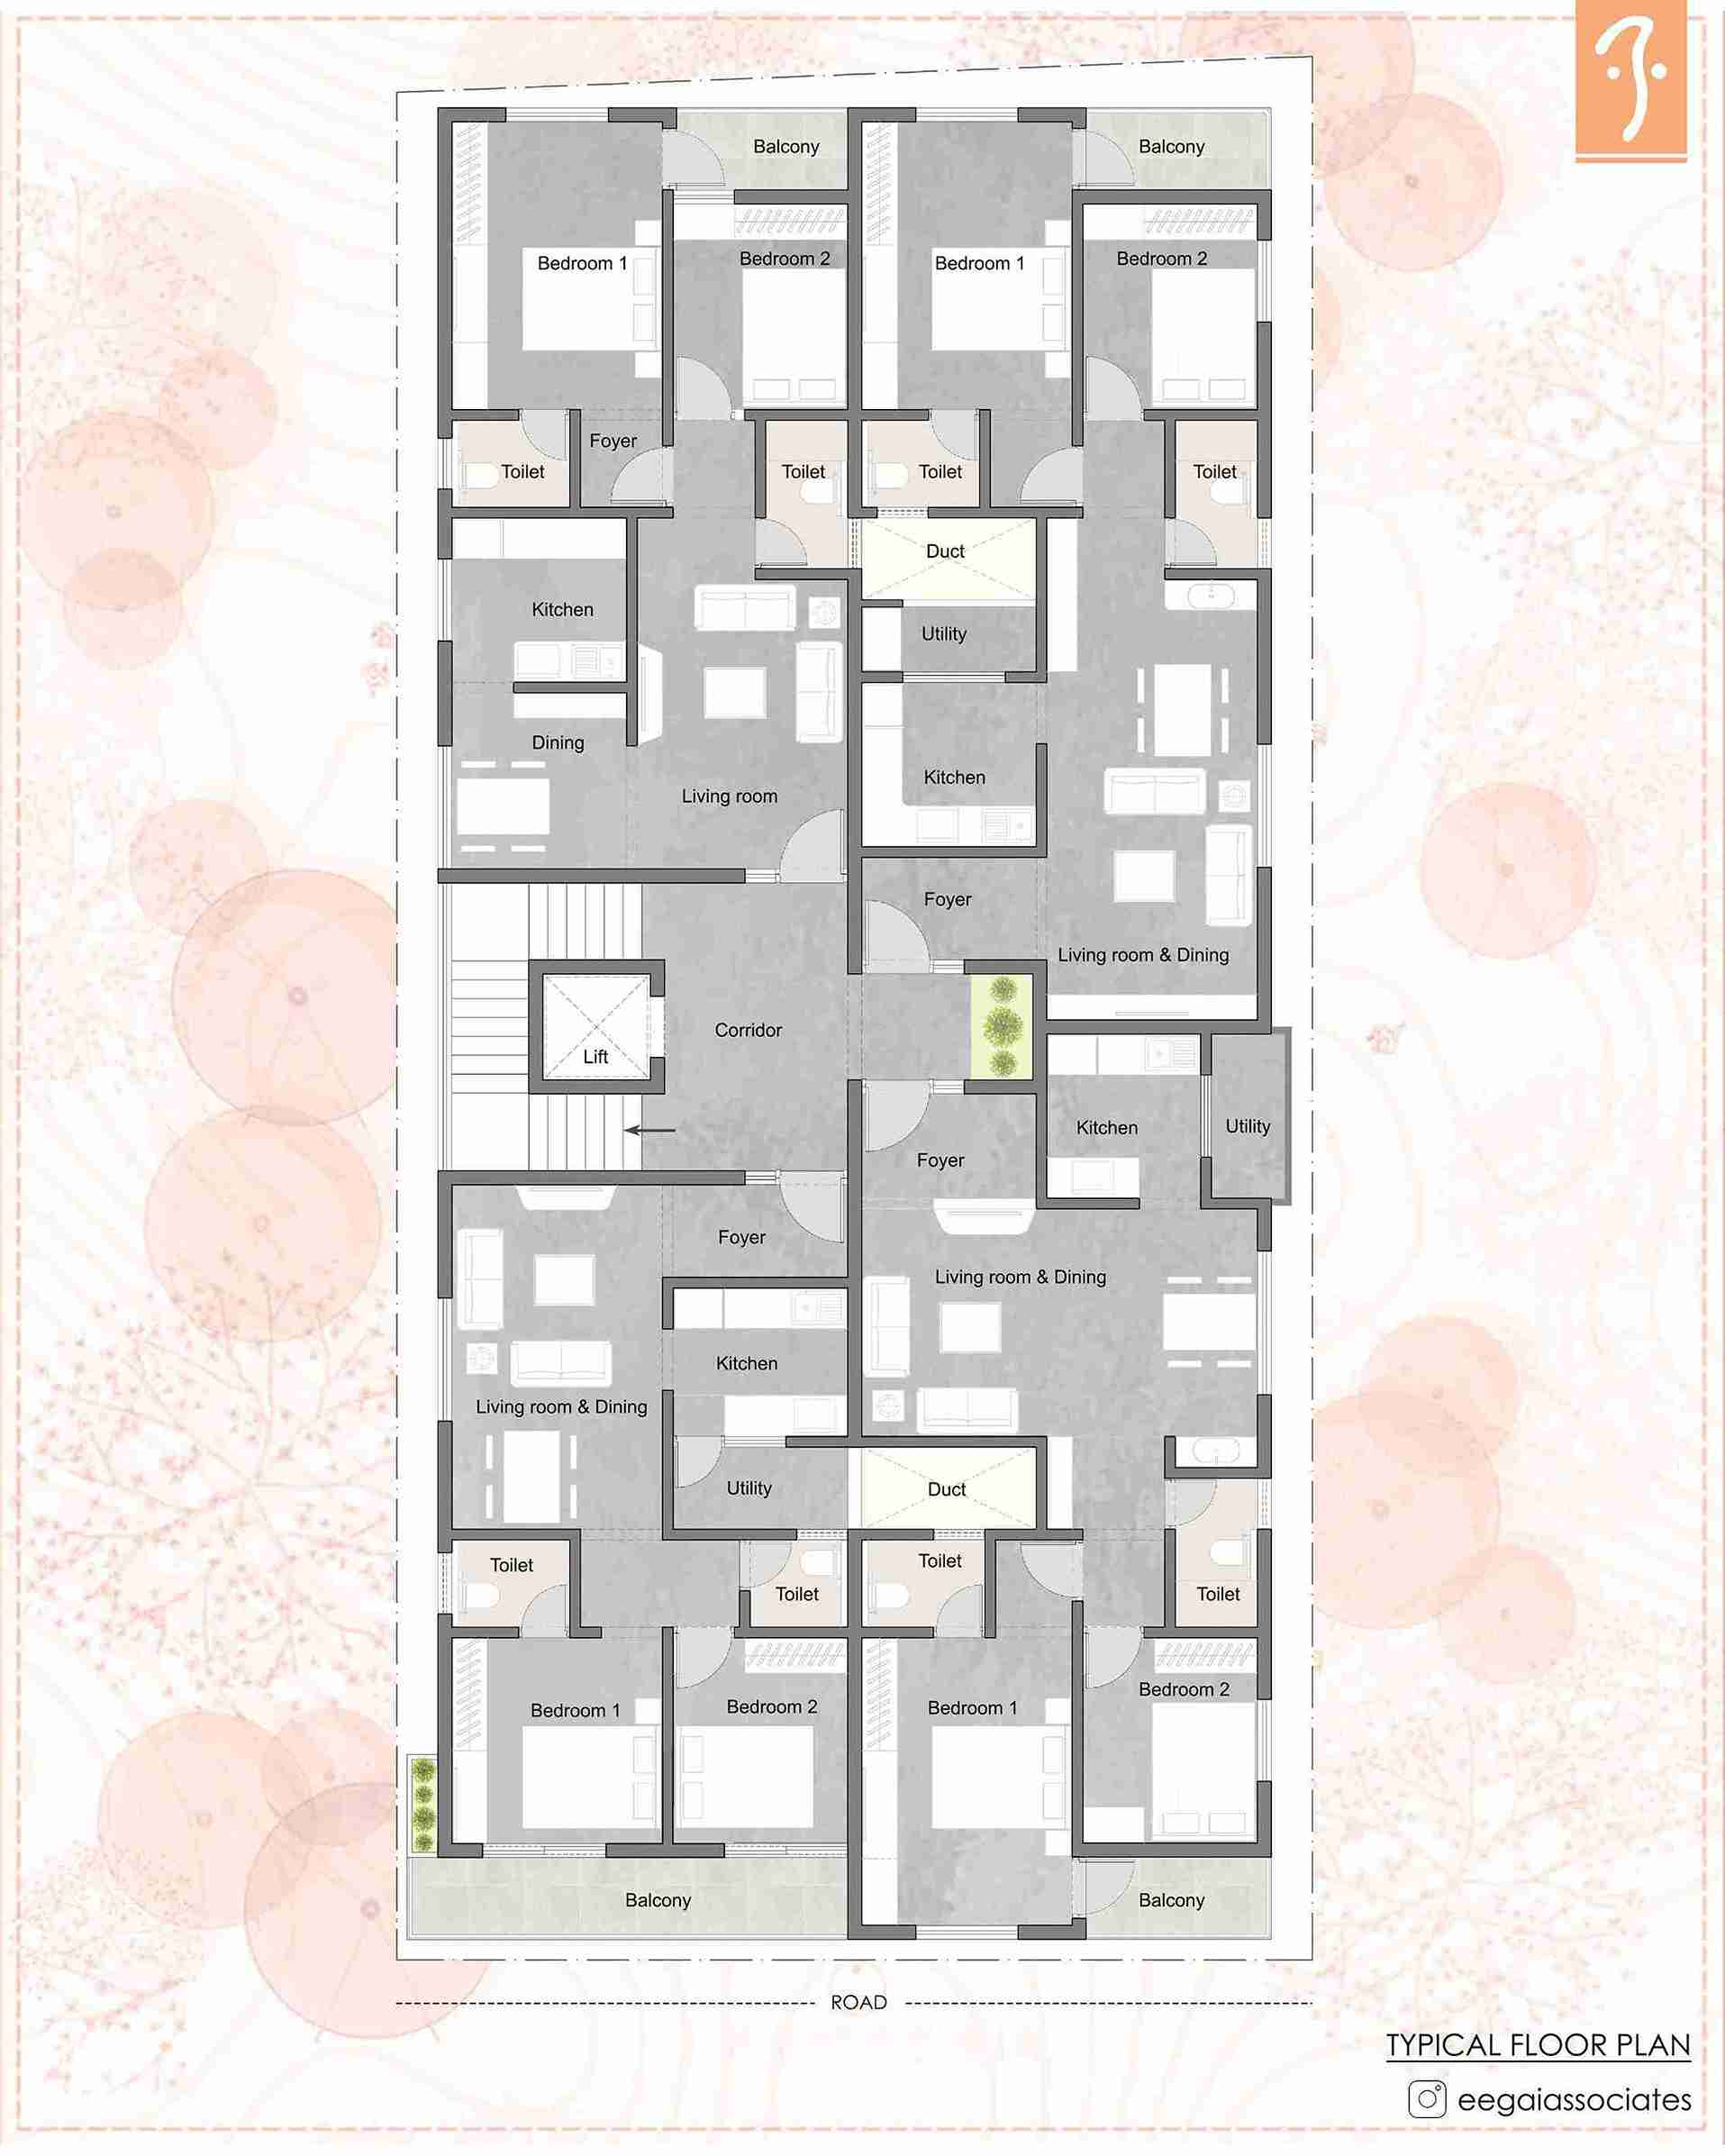 Balcony
Balcony
Bedroom 1
Bedroom 2
Bedroom 1
Bedroom 2
Foyer
Toilet
Toilet
Toilet
Toilet
Duct
Kitchen
Utility
Dining
Kitchen
Living room
Foyer
Living room & Dining
Corridor
Lift
Kitchen
Utility
Foyer
Foyer
Living room & Dining
Kitchen
Living room & Dining
Utility
Duct
Toilet
Toilet
Toilet
Toilet
Bedroom 1
Bedroom 2
Bedroom 1
Bedroom 2
Balcony
Balcony
ROAD
TYPICAL FLOOR PLAN
eegaiassociates